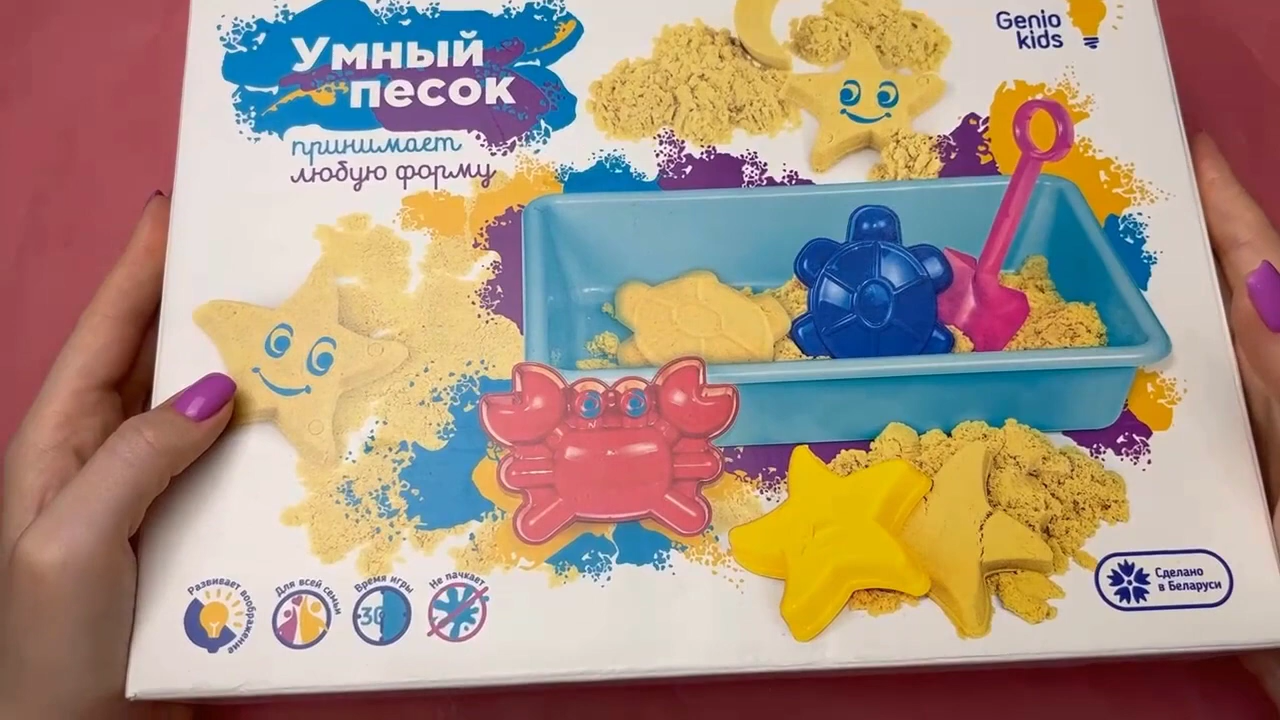 Умный
песок
принимает
любую форму
Genio
kids
Развивает воображение
Для всей семьи
Время игры
30
Не пачкает
Сделано
в Беларуси